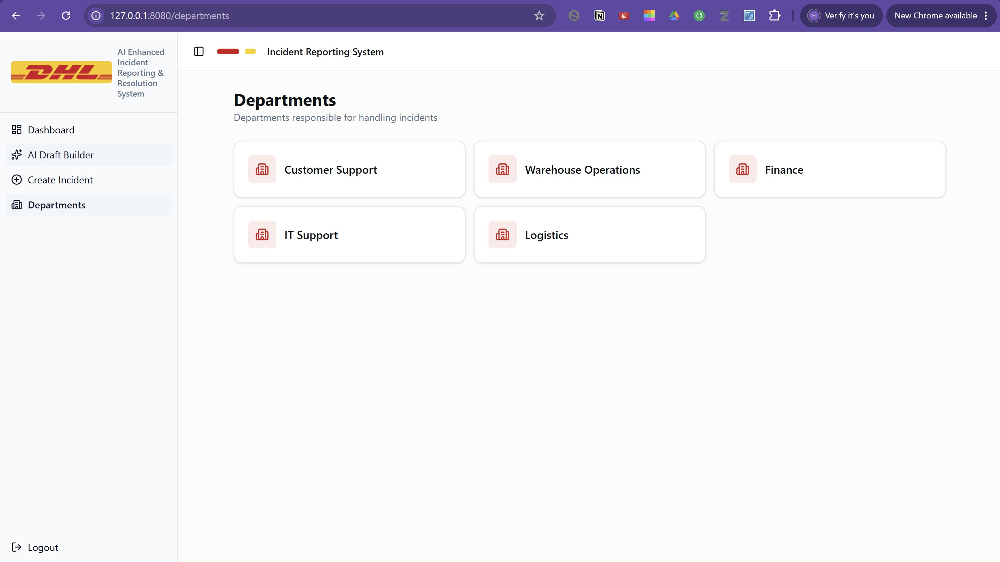 127.0.0.1:8080/departments
H
Verify it's you
New Chrome available
DHL
AI Enhanced
Incident
Reporting &
Resolution
System
Dashboard
AI Draft Builder
Create Incident
Departments
Logout
Incident Reporting System
Departments
Departments responsible for handling incidents
Customer Support
Warehouse Operations
Finance
IT Support
Logistics